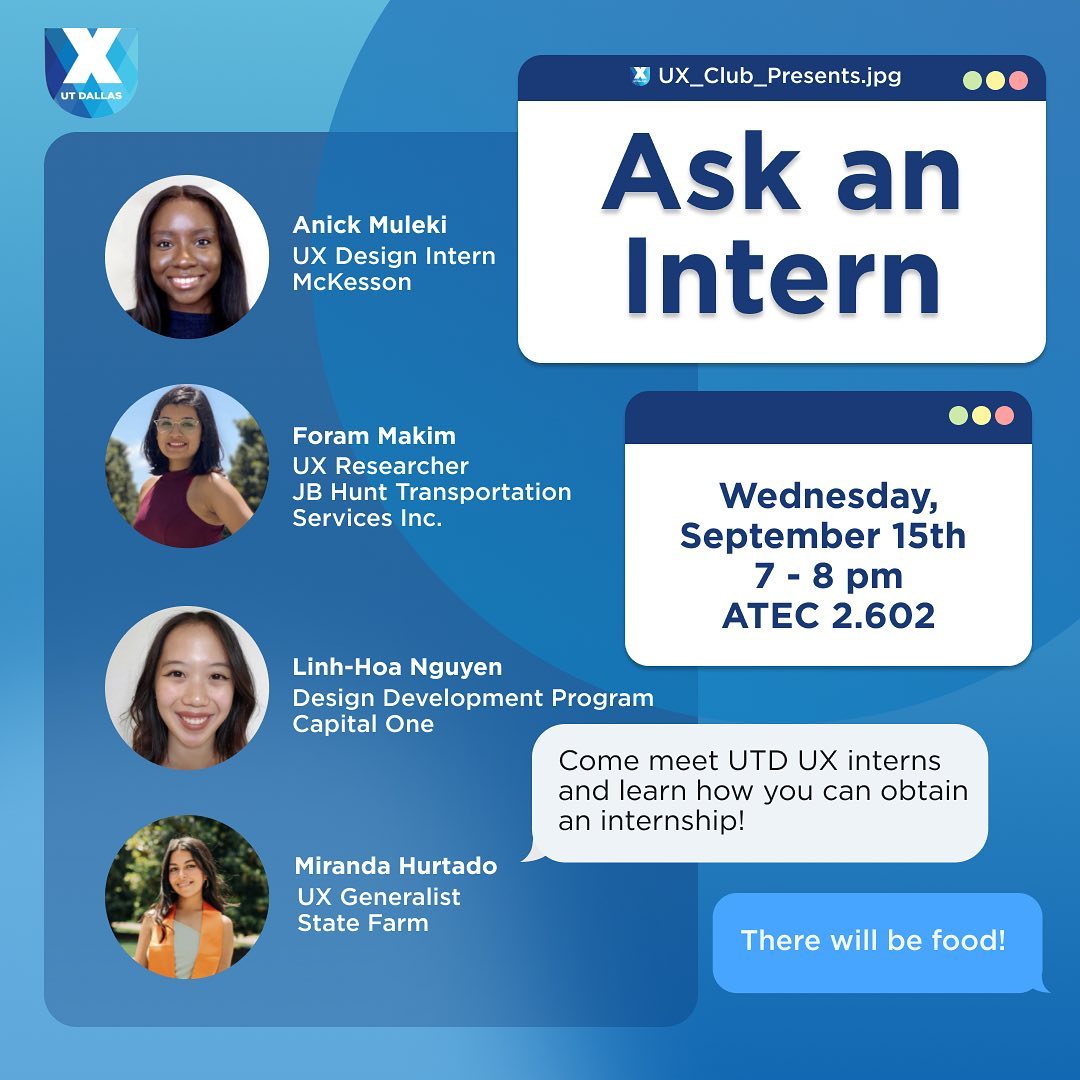 X
UT DALLAS
X UX_Club_Presents.jpg
Ask an
Intern
Anick Muleki
UX Design Intern
McKesson
Foram Makim
UX Researcher
JB Hunt Transportation
Services Inc.
Wednesday,
September 15th
7 - 8 pm
ATEC 2.602
Linh-Hoa Nguyen
Design Development Program
Capital One
Come meet UTD UX interns
and learn how you can obtain
an internship!
Miranda Hurtado
UX Generalist
State Farm
There will be food!